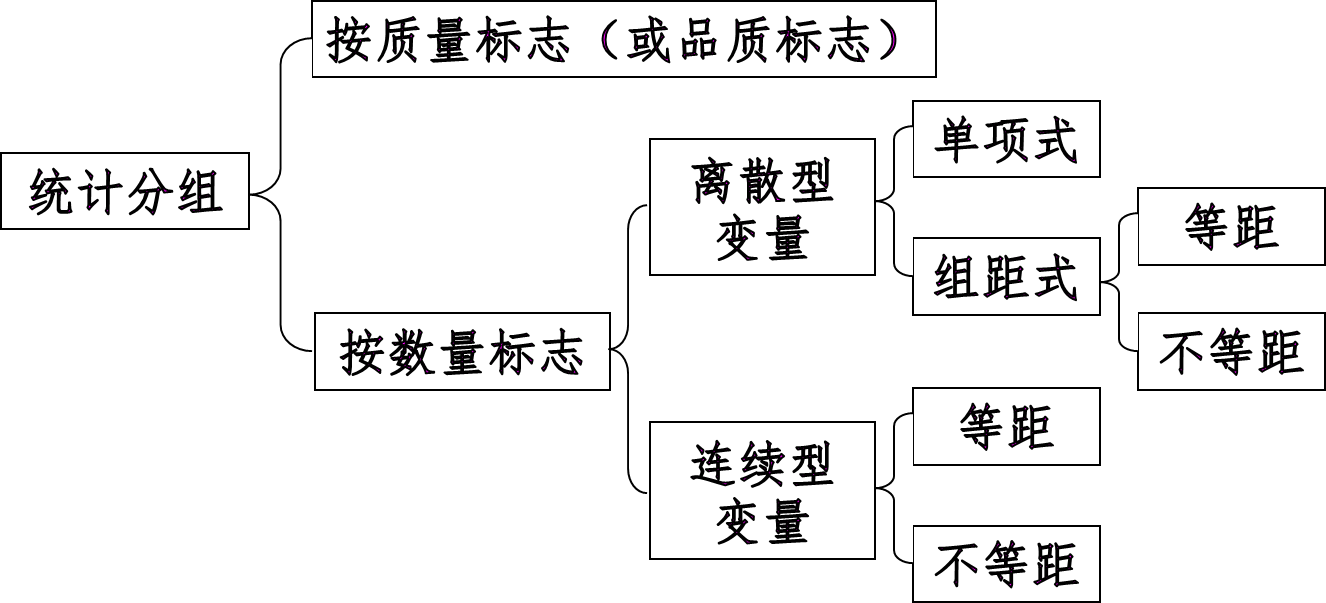 按质量标志（或品质标志）
统计分组
按数量标志
离散型
变量
单项式
组距式
等距
不等距
连续型
变量
等距
不等距